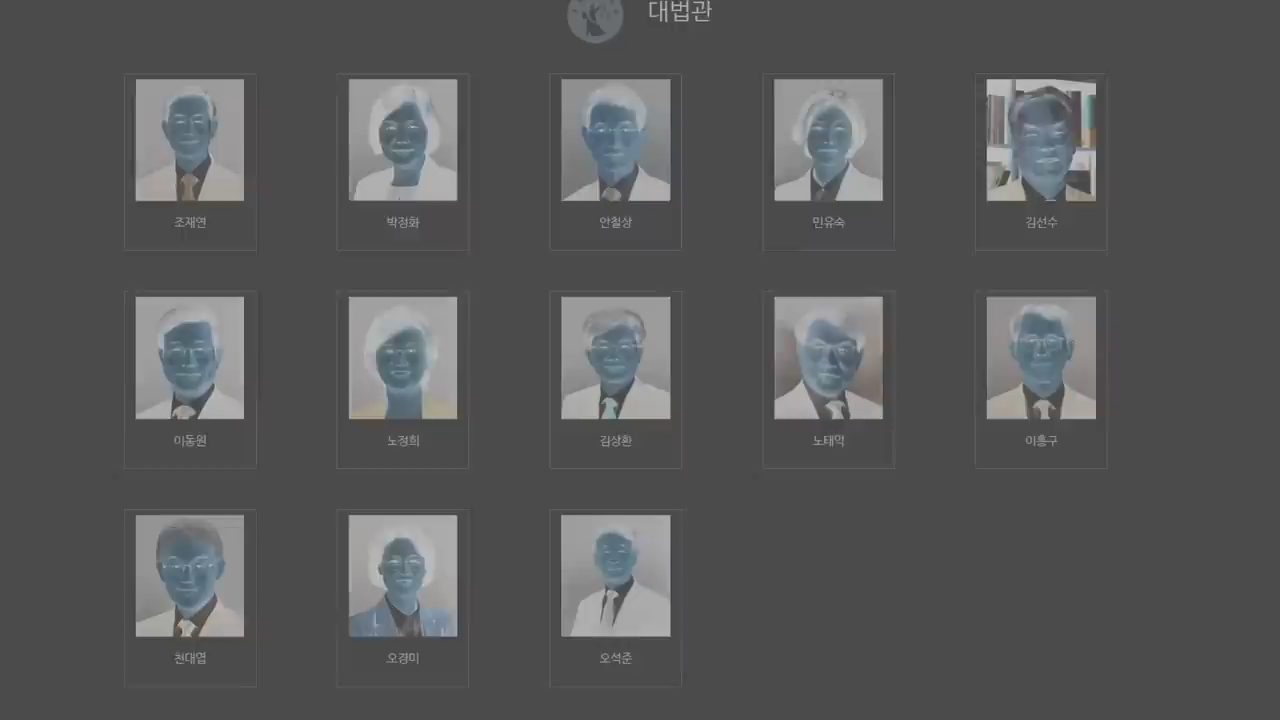 대법관
조재연
박정화
안철상
민유숙
김선수
이동원
노정희
김상환
노태악
이흥구
천대엽
오경미
오석준